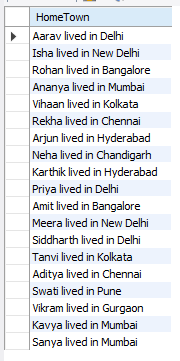 HomeTown
Aarav lived in Delhi
Isha lived in New Delhi
Rohan lived in Bangalore
Ananya lived in Mumbai
Vihaan lived in Kolkata
Rekha lived in Chennai
Arjun lived in Hyderabad
Neha lived in Chandigarh
Karthik lived in Hyderabad
Priya lived in Delhi
Amit lived in Bangalore
Meera lived in New Delhi
Siddharth lived in Delhi
Tanvi lived in Kolkata
Aditya lived in Chennai
Swati lived in Pune
Vikram lived in Gurgaon
Kavya lived in Mumbai
Sanya lived in Mumbai